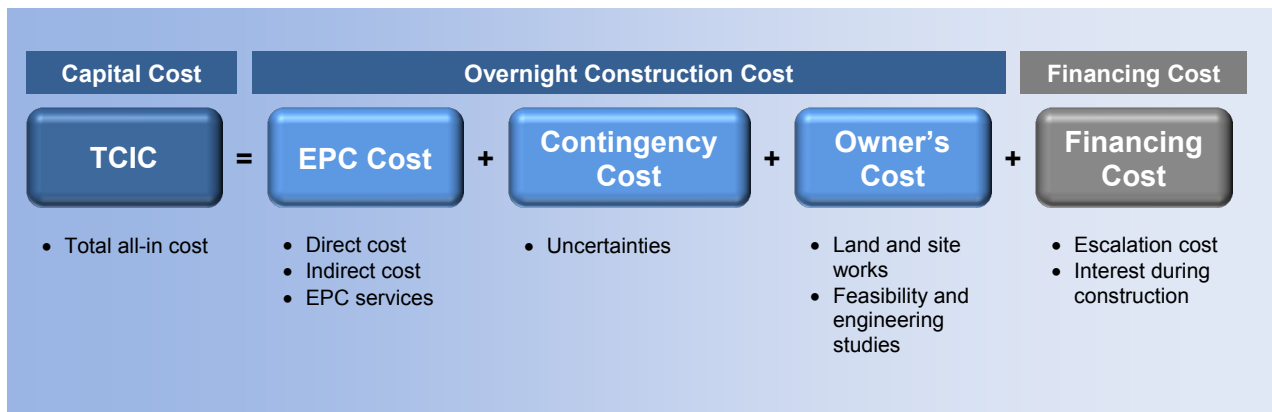 Capital Cost
Overnight Construction Cost
Financing Cost
TCIC
=
EPC Cost
+
Contingency
Cost
+
Owner's
Cost
+
Financing
Cost
• Total all-in cost
• Direct cost
• Indirect cost
• EPC services
• Uncertainties
• Land and site
works
• Feasibility and
engineering
studies
• Escalation cost
• Interest during
construction